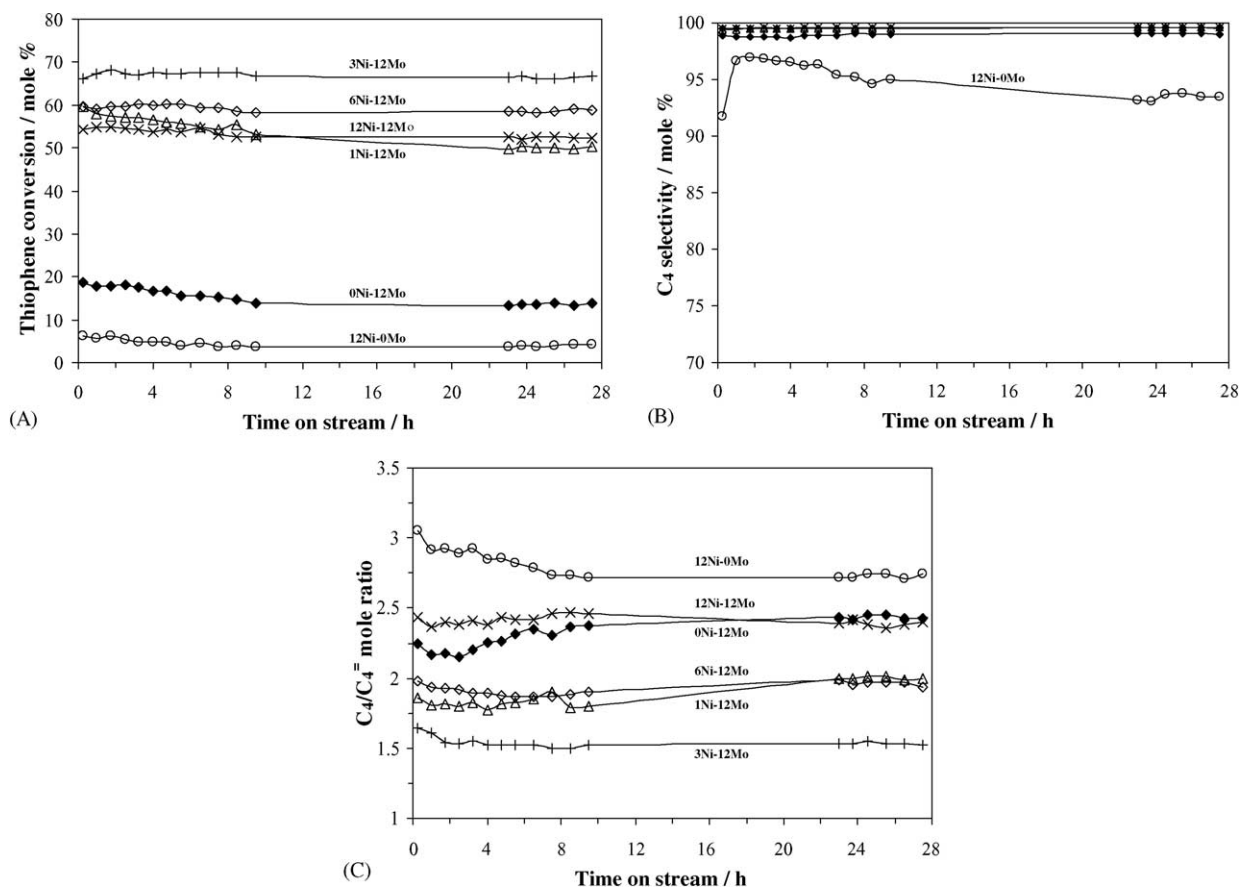 80
70
60
50
40
30
20
10
0
Thiophene conversion / mole %
3Ni-12Mo
6Ni-12Mo
12Ni-12Mo
1Ni-12Mo
0Ni-12Mo
12Ni-0Mo
0 4 8 12 16 20 24 28
Time on stream / h
(A)
100
95
90
85
80
75
70
C4 selectivity / mole %
12Ni-0Mo
0 4 8 12 16 20 24 28
Time on stream / h
(B)
3.5
3
2.5
2
1.5
1
C4/C4= mole ratio
12Ni-0Mo
12Ni-12Mo
0Ni-12Mo
6Ni-12Mo
1Ni-12Mo
3Ni-12Mo
0 4 8 12 16 20 24 28
Time on stream / h
(C)